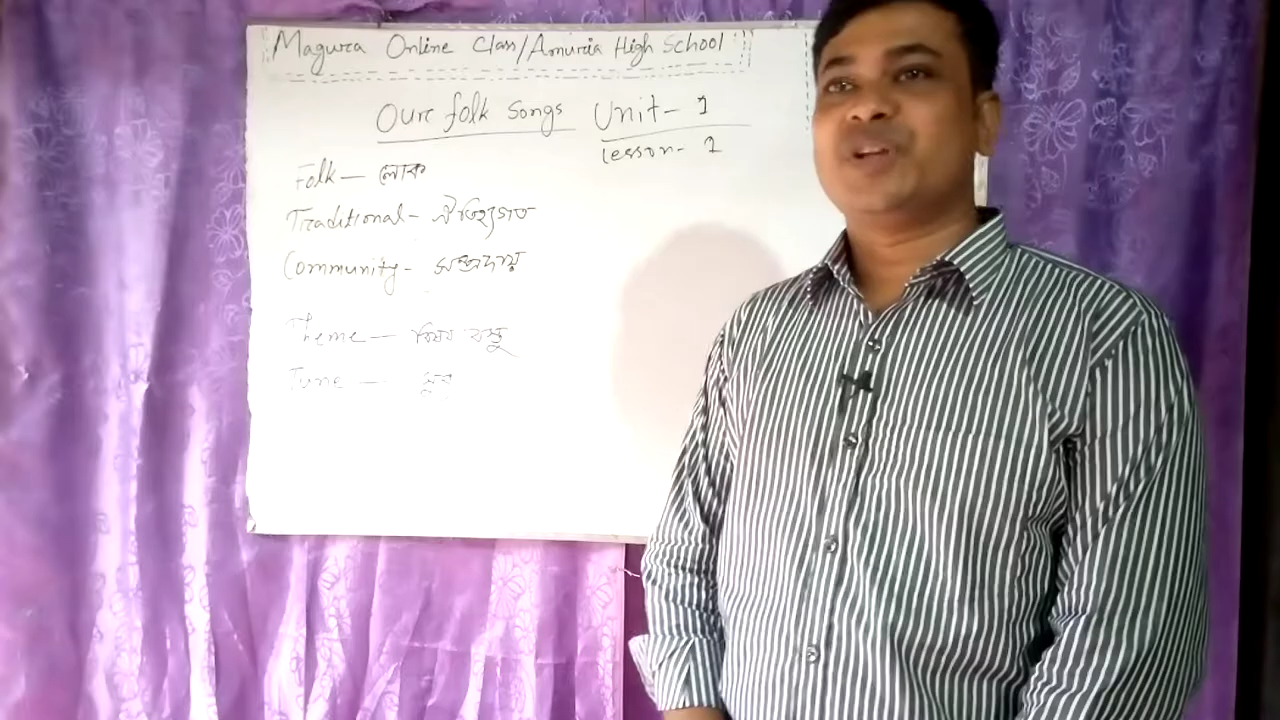 Magura Online Class/Amuria High School
Our folk songs Unit- 1
Lesson- 1
Folk — লোক
Traditional - ঐতিহ্যগত
Community - সম্প্রদায়
Theme — বিষয় বস্তু
Tune — সুর